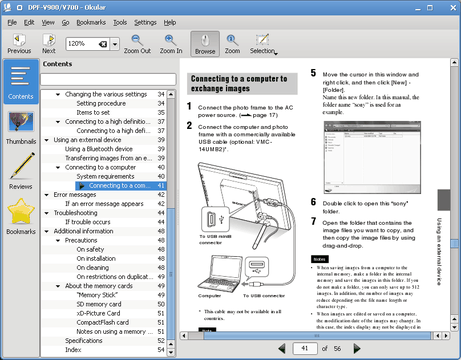 DPF-V900/V700 - Okular
File Edit View Go Bookmarks Tools Settings Help
Previous Next 120% Zoom Out Zoom In Browse Zoom Selection
Contents
Thumbnails
Reviews
Bookmarks
Contents
Changing the various settings 34
Setting procedure 34
Items to set 35
Connecting to a high definitio... 37
Connecting to a high defi... 37
Using an external device 39
Using a Bluetooth device 39
Transferring images from an e... 39
Connecting to a computer 40
System requirements 40
Connecting to a com... 41
Error messages 42
If an error message appears 42
Troubleshooting 44
If trouble occurs 44
Additional information 48
Precautions 48
On safety 48
On installation 48
On cleaning 48
On restrictions on duplicat... 48
About the memory cards 49
"Memory Stick" 49
SD memory card 50
xD-Picture Card 51
CompactFlash card 51
Notes on using a memory ... 51
Specifications 52
Index 54
Connecting to a computer to
exchange images
1 Connect the photo frame to the AC
power source. (page 17)
2 Connect the computer and photo
frame with a commercially available
USB cable (optional: VMC-
14UMB2)*.
To USB miniB
connector
Computer
To USB connector
* This cable may not be available in all
countries.
Notes
5 Move the cursor in this window and
right click, and then click [New] -
[Folder].
Name this new folder. In this manual, the
folder name "sony" is used for an
example.
6 Double click to open this "sony"
folder.
7 Open the folder that contains the
image files you want to copy, and
then copy the image files by using
drag-and-drop.
Notes
• When saving images from a computer to the
internal memory, make a folder in the internal
memory and save the images in this folder. If you
do not make a folder, you can only save up to 512
images. In addition, the number of images may
reduce depending on the file name length or
character type.
• When images are edited or saved on a computer,
the modification date of the images may change. In
this case, the index display may not be displayed in
Using an external device
41 of 56